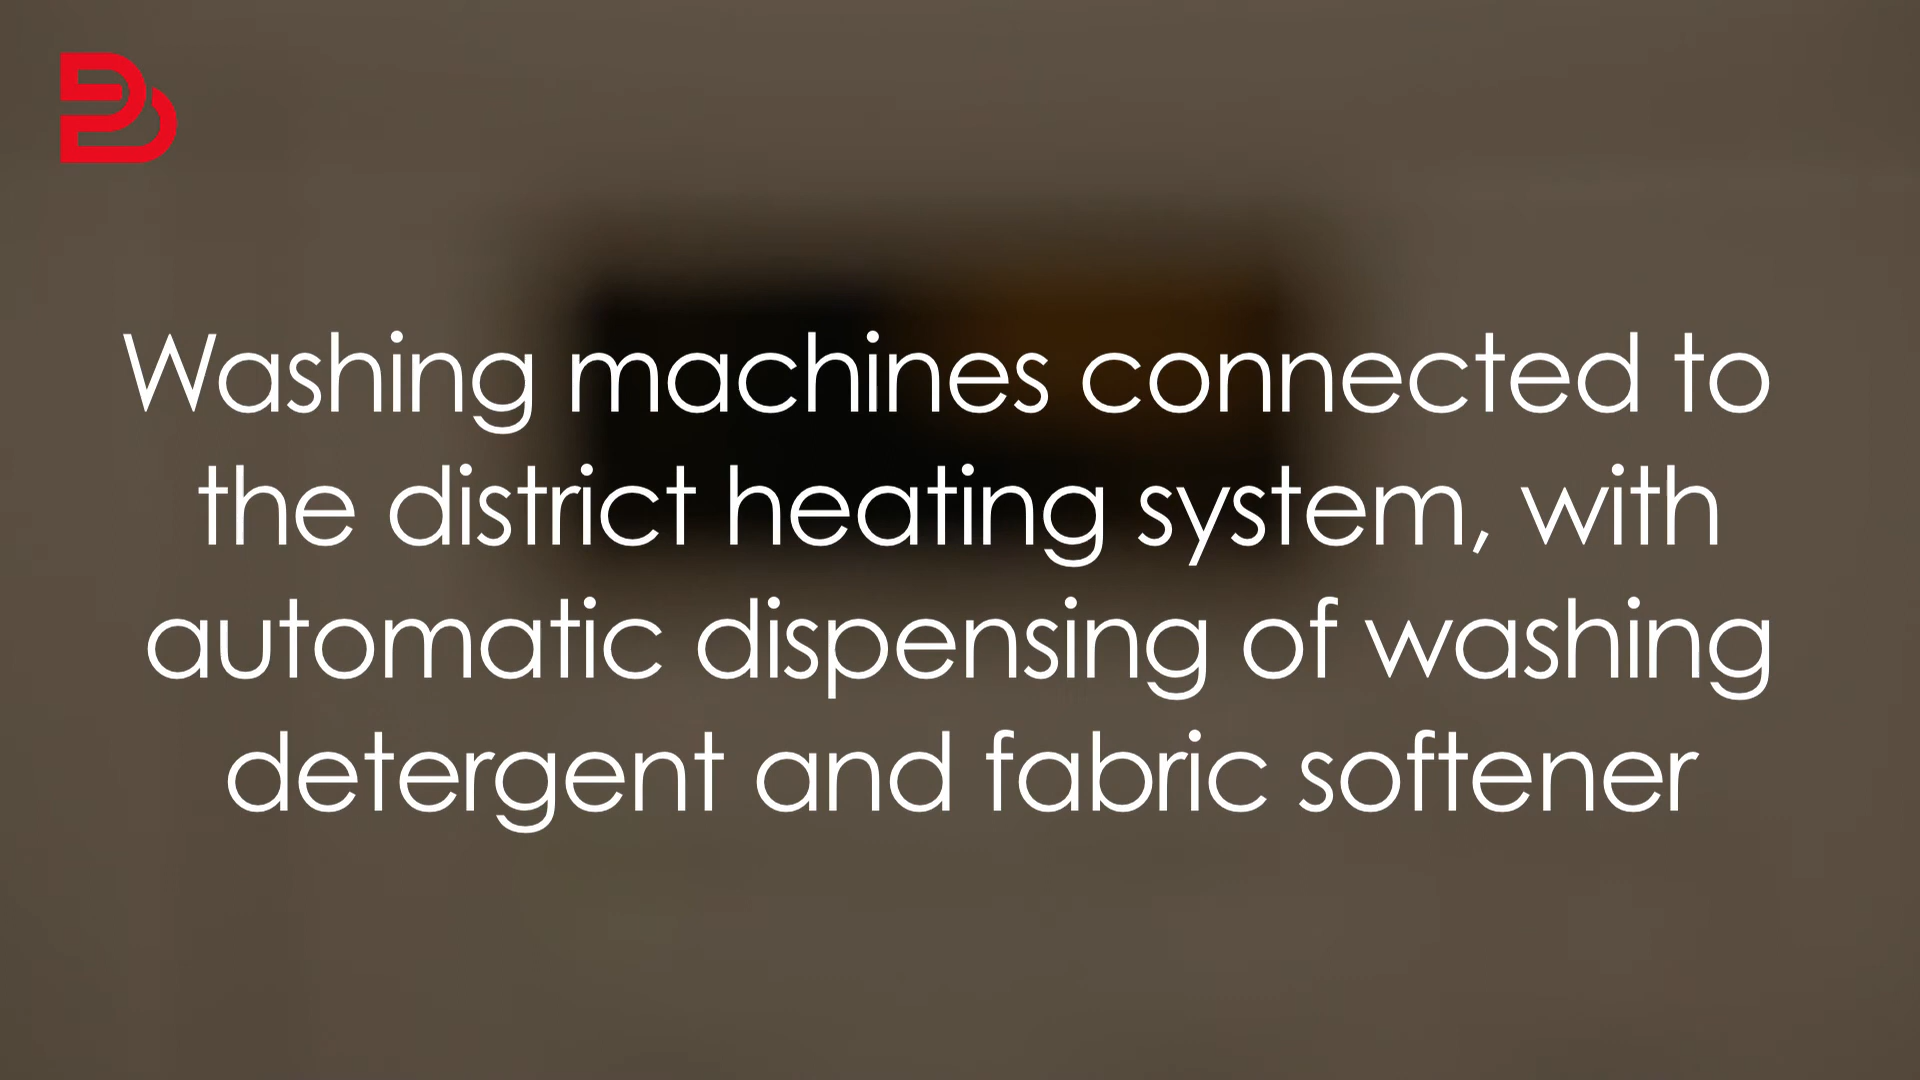 Washing machines connected to
the district heating system, with
automatic dispensing of washing
detergent and fabric softener